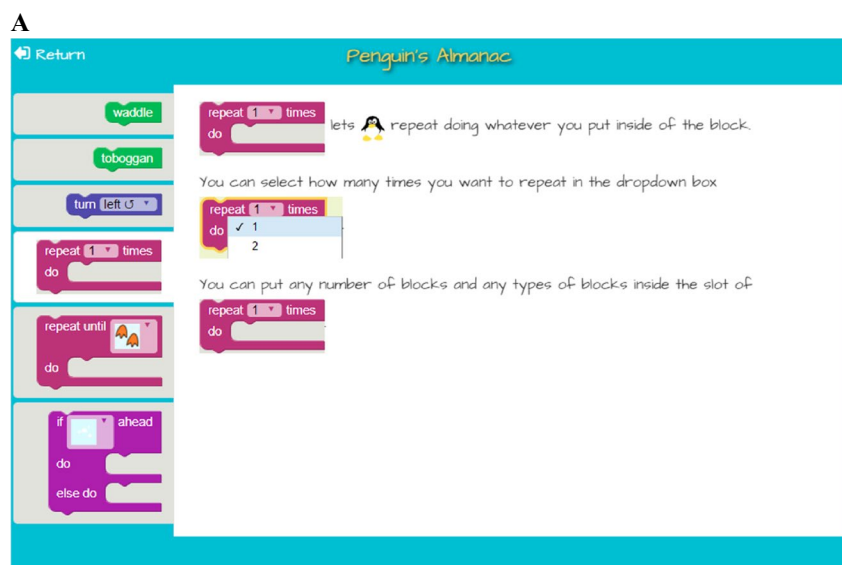 A
Return
Penguin's Almanac
waddle
toboggan
turn left ↺
repeat 1 times
do
repeat until
do
if ahead
do
else do
repeat 1 times
do
lets repeat doing whatever you put inside of the block.
You can select how many times you want to repeat in the dropdown box
repeat 1 times
do
✓ 1
2
You can put any number of blocks and any types of blocks inside the slot of
repeat 1 times
do
.